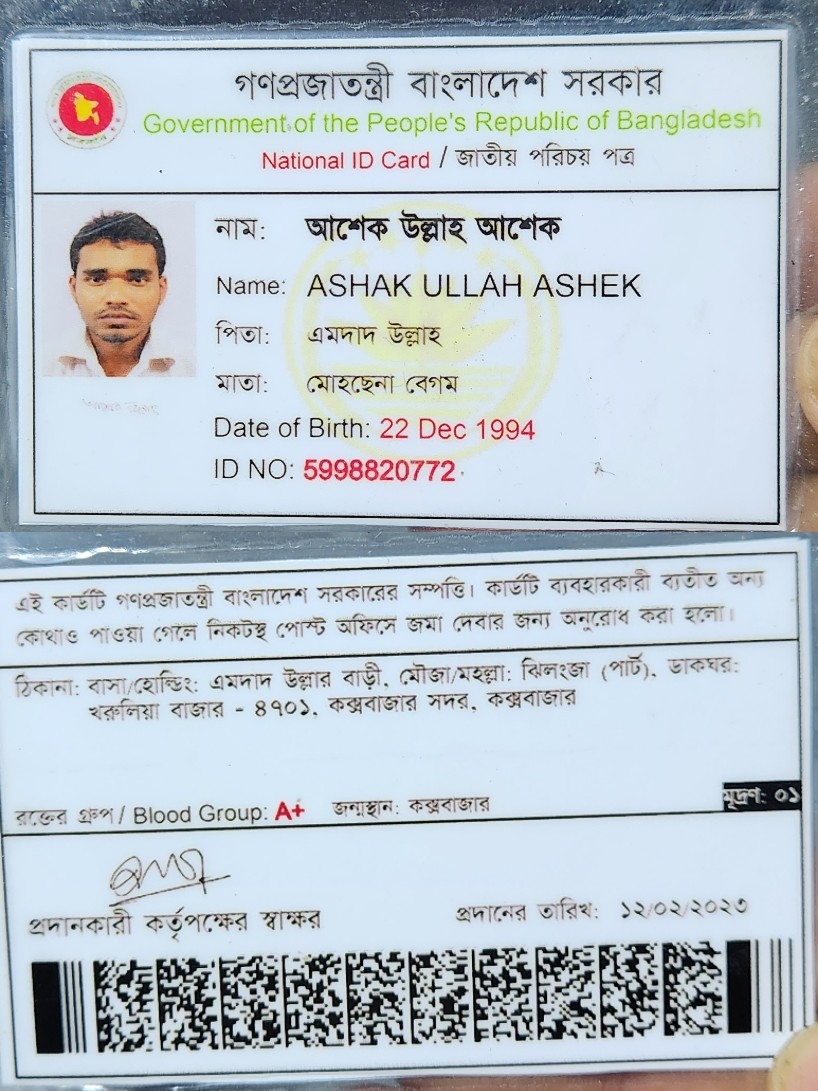 গণপ্রজাতন্ত্রী বাংলাদেশ সরকার
Government of the People's Republic of Bangladesh
National ID Card / জাতীয় পরিচয় পত্র
নাম: আশেক উল্লাহ আশেক
Name: ASHAK ULLAH ASHEK
পিতা: এমদাদ উল্লাহ
মাতা: মোহছেনা বেগম
Date of Birth: 22 Dec 1994
ID NO: 5998820772
এই কার্ডটি গণপ্রজাতন্ত্রী বাংলাদেশ সরকারের সম্পত্তি। কার্ডটি ব্যবহারকারী ব্যতীত অন্য
কোথাও পাওয়া গেলে নিকটস্থ পোস্ট অফিসে জমা দেবার জন্য অনুরোধ করা হলো।
ঠিকানা: বাসা/হোল্ডিং: এমদাদ উল্লার বাড়ী, মৌজা/মহল্লা: ঝিলংজা (পার্ট), ডাকঘর:
খরুলিয়া বাজার - ৪৭০১, কক্সবাজার সদর, কক্সবাজার
রক্তের গ্রুপ / Blood Group: A+ জন্মস্থান: কক্সবাজার
মূদ্রণ: ০১
প্রদানকারী কর্তৃপক্ষের স্বাক্ষর
প্রদানের তারিখ: ১২/০২/২০২৩